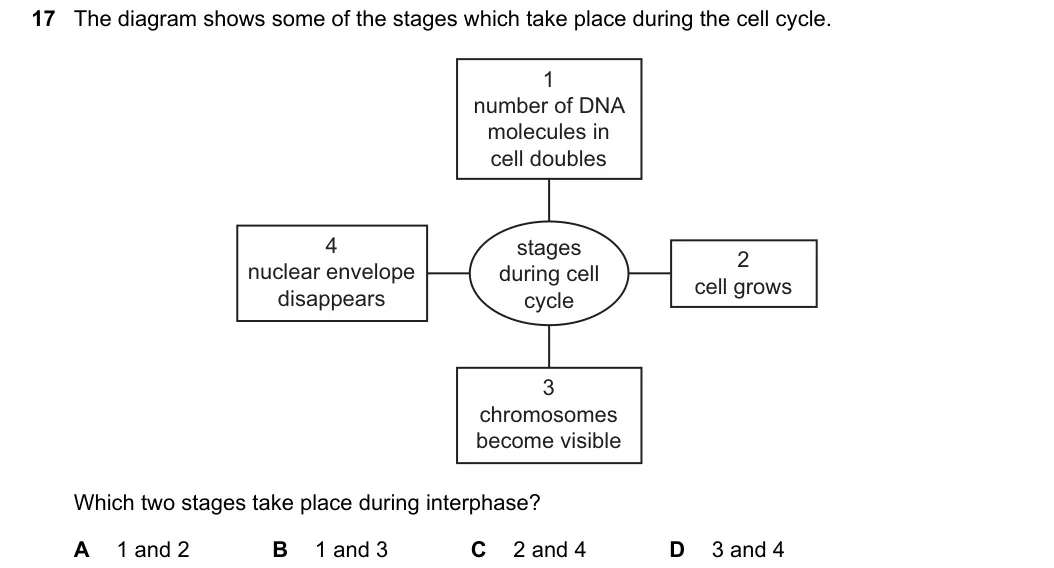 17 The diagram shows some of the stages which take place during the cell cycle.
1
number of DNA
molecules in
cell doubles
4
nuclear envelope
disappears
stages
during cell
cycle
2
cell grows
3
chromosomes
become visible
Which two stages take place during interphase?
A 1 and 2 B 1 and 3 C 2 and 4 D 3 and 4